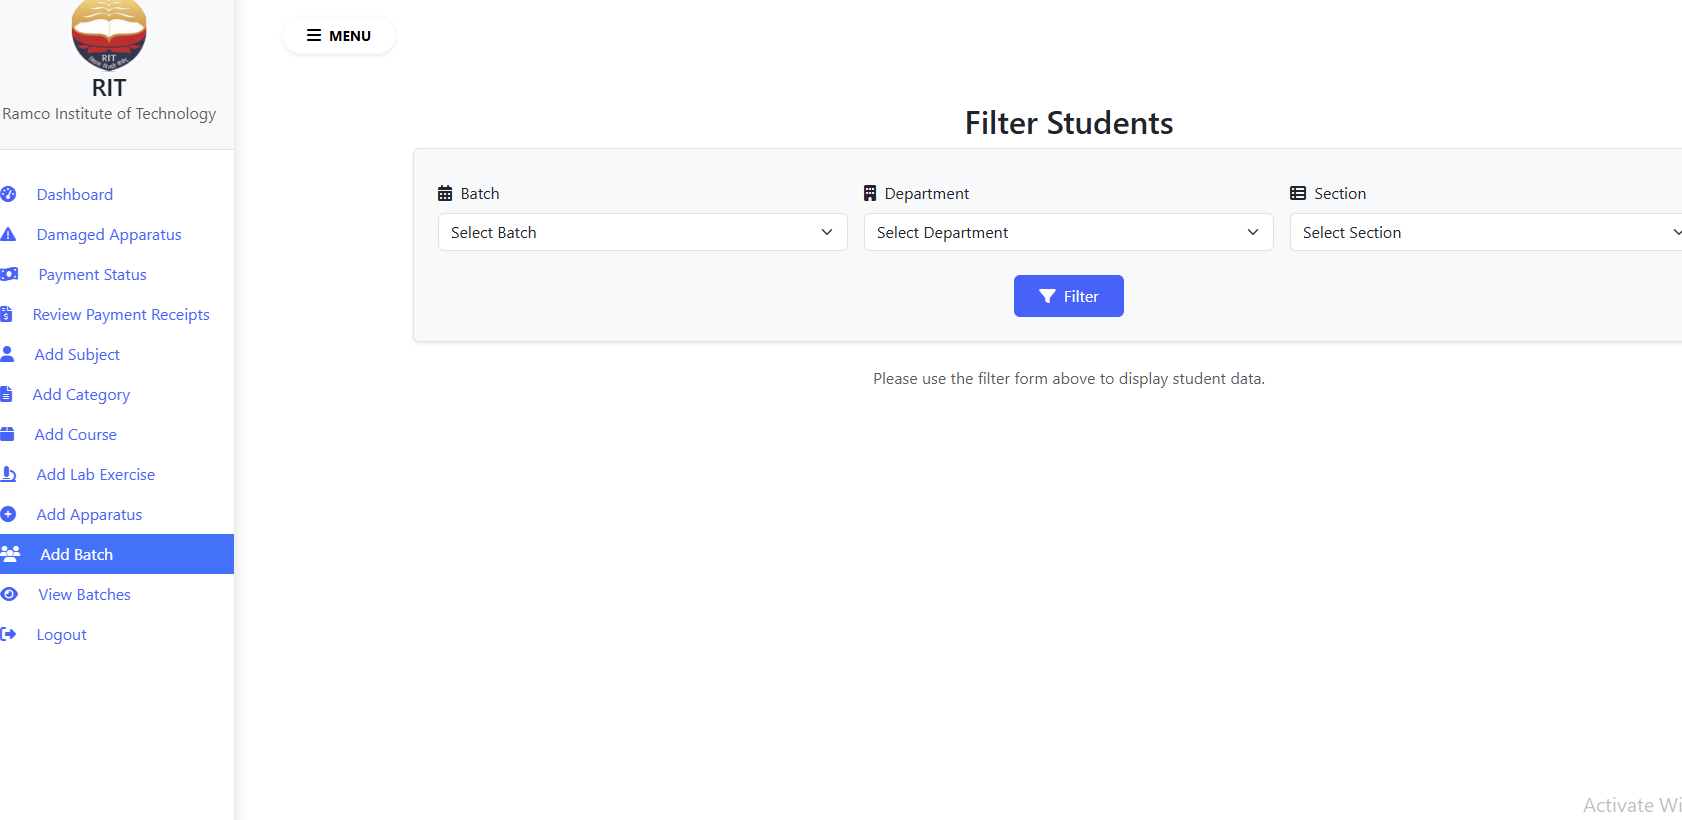 RIT
RIT
Ramco Institute of Technology
Dashboard
Damaged Apparatus
Payment Status
Review Payment Receipts
Add Subject
Add Category
Add Course
Add Lab Exercise
Add Apparatus
Add Batch
View Batches
Logout
MENU
Filter Students
Batch
Department
Section
Select Batch
Select Department
Select Section
Filter
Please use the filter form above to display student data.
Activate Wi